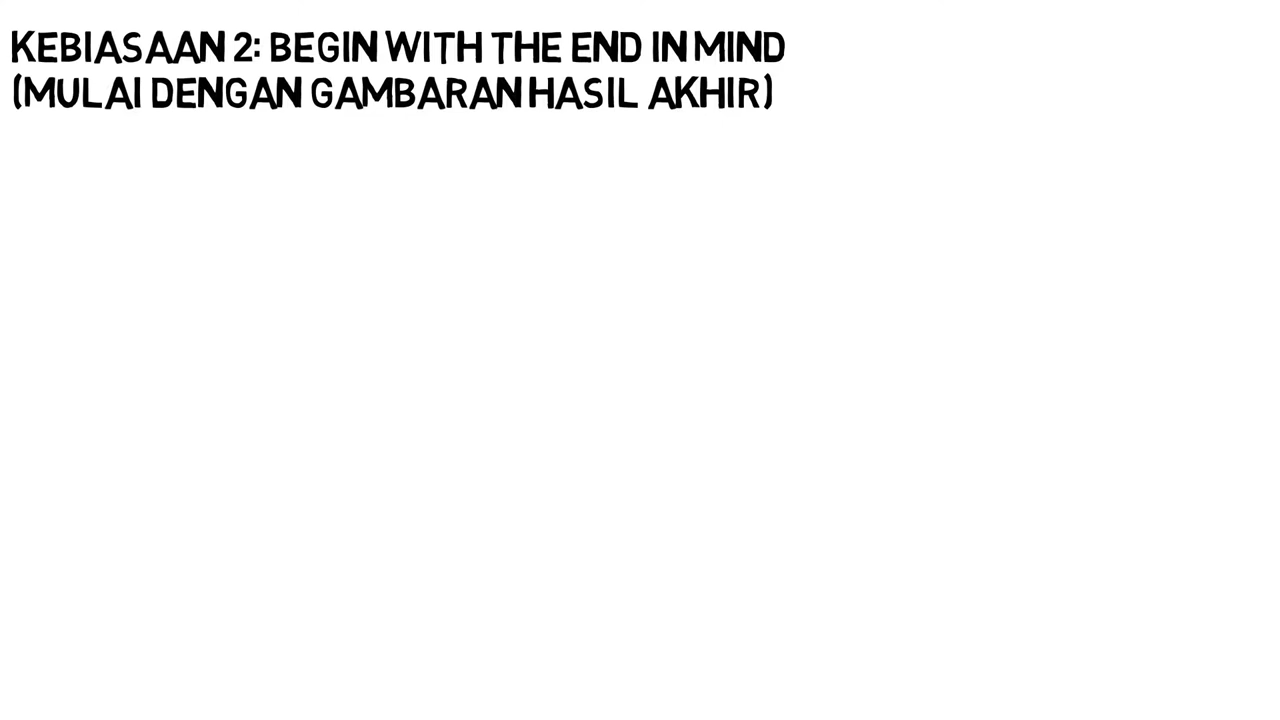 KEBIASAAN 2: BEGIN WITH THE END IN MIND
(MULAI DENGAN GAMBARAN HASIL AKHIR)